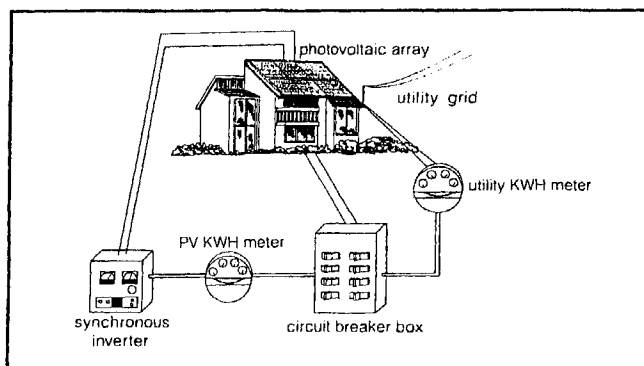 photovoltaic array
utility grid
utility KWH meter
PV KWH meter
synchronous
inverter
circuit breaker box